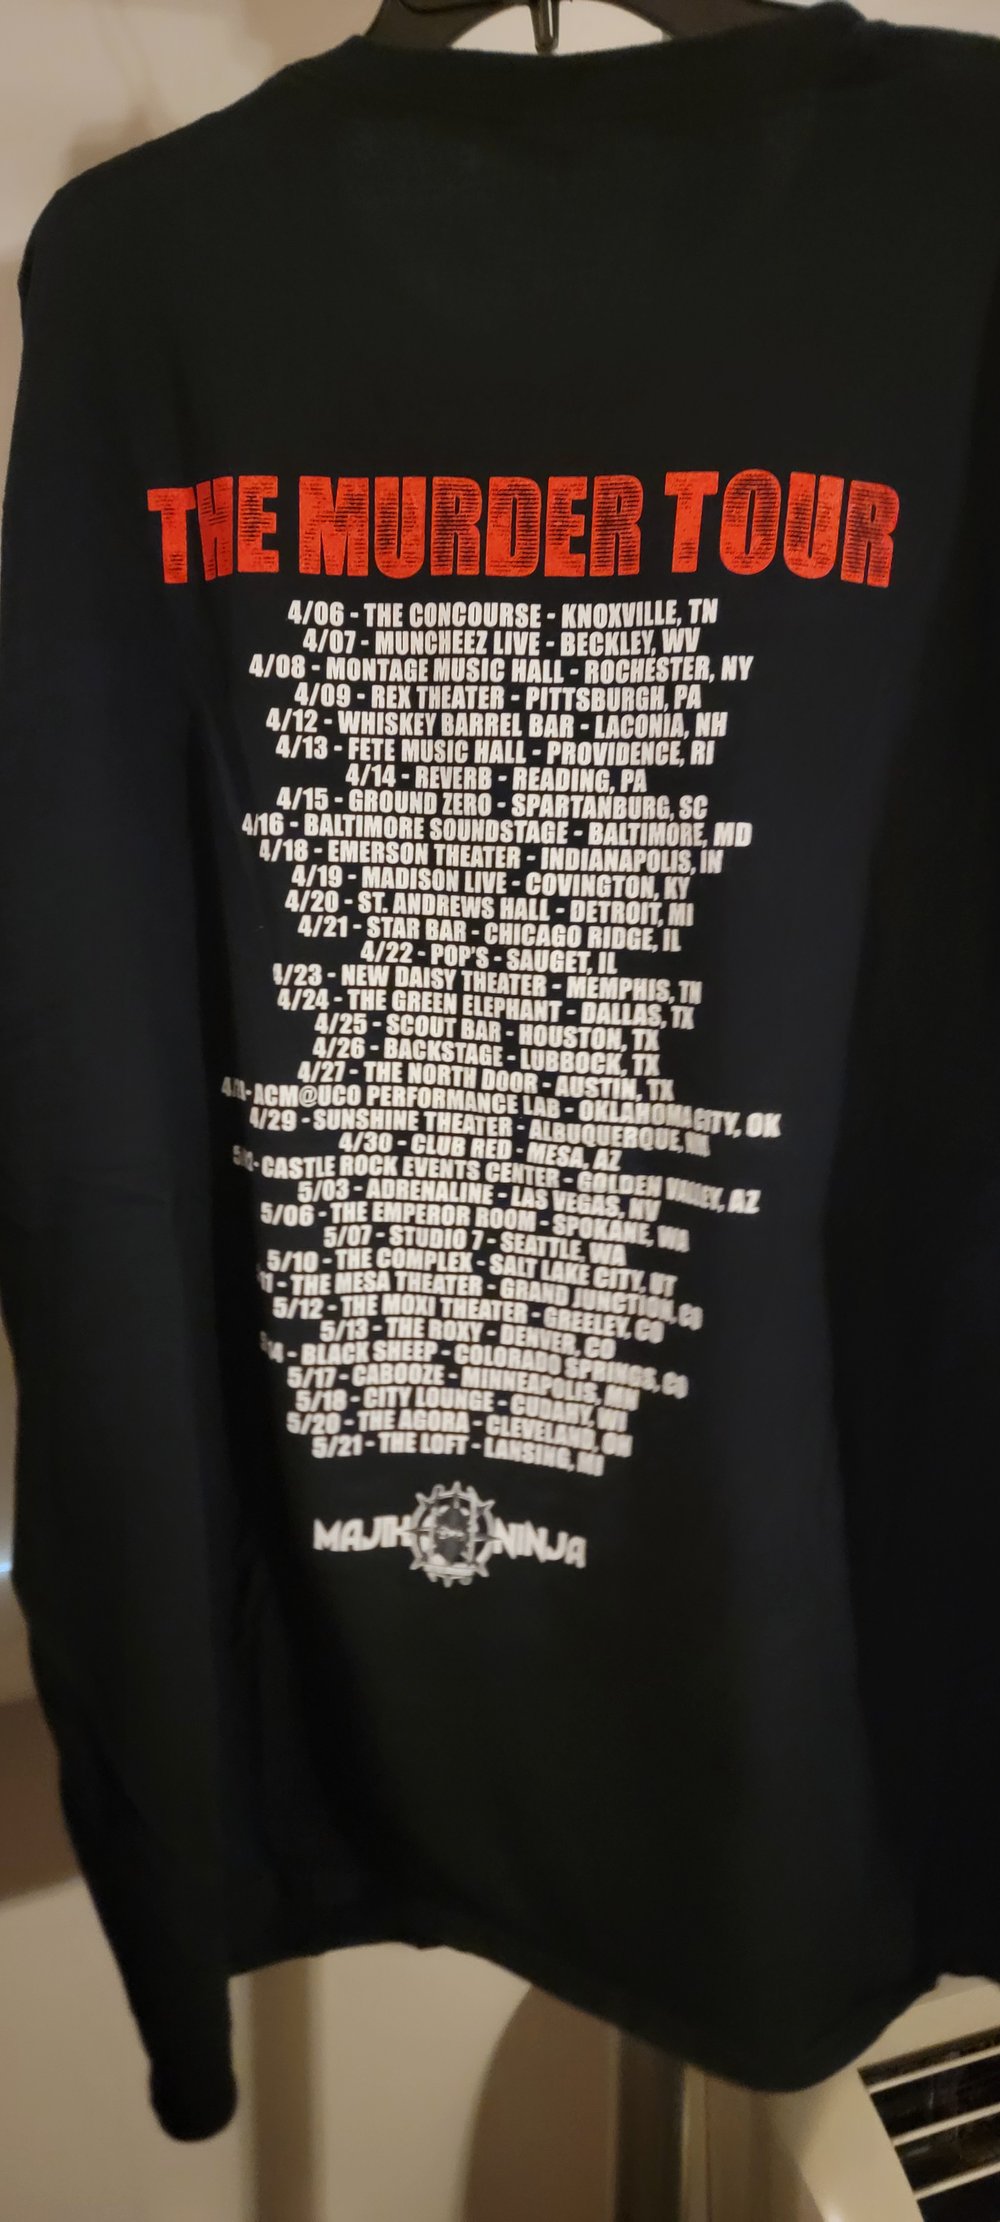 THE MURDER TOUR
4/06 - THE CONCOURSE - KNOXVILLE, TN
4/07 - MUNCHEEZ LIVE - BECKLEY, WV
4/08 - MONTAGE MUSIC HALL - ROCHESTER, NY
4/09 - REX THEATER - PITTSBURGH, PA
4/12 - WHISKEY BARREL BAR - LACONIA, NH
4/13 - FETE MUSIC HALL - PROVIDENCE, RI
4/14 - REVERB - READING, PA
4/15 - GROUND ZERO - SPARTANBURG, SC
4/16 - BALTIMORE SOUNDSTAGE - BALTIMORE, MD
4/18 - EMERSON THEATER - INDIANAPOLIS, IN
4/19 - MADISON LIVE - COVINGTON, KY
4/20 - ST. ANDREWS HALL - DETROIT, MI
4/21 - STAR BAR - CHICAGO RIDGE, IL
4/22 - POP'S - SAUGET, IL
4/23 - NEW DAISY THEATER - MEMPHIS, TN
4/24 - THE GREEN ELEPHANT - DALLAS, TX
4/25 - SCOUT BAR - HOUSTON, TX
4/26 - BACKSTAGE - LUBBOCK, TX
4/27 - THE NORTH DOOR - AUSTIN, TX
ACM@UCO PERFORMANCE LAB - OKLAHOMA CITY, OK
4/29 - SUNSHINE THEATER - ALBUQUERQUE,
4/30 - CLUB RED - MESA, AZ
CASTLE ROCK EVENTS CENTER - GOLDEN VALLEY, AZ
5/03 - ADRENALINE - LAS VEGAS, NV
5/06 - THE EMPEROR ROOM - SPOKANE, WA
5/07 - STUDIO 7 - SEATTLE, WA
5/10 - THE COMPLEX - SALT LAKE CITY, UT
THE MESA THEATER - GRAND JUNCTION, CO
5/12 - THE MOXI THEATER - GREELEY, CO
5/13 - THE ROXY - DENVER, CO
BLACK SHEEP - COLORADO SPRINGS, CO
5/17 - CABOOZE - MINNEAPOLIS, MN
5/18 - CITY LOUNGE - CUDAHY, WI
5/20 - THE AGORA - CLEVELAND, OH
5/21 - THE LOFT - LANSING, MI
MAJIK NINJA